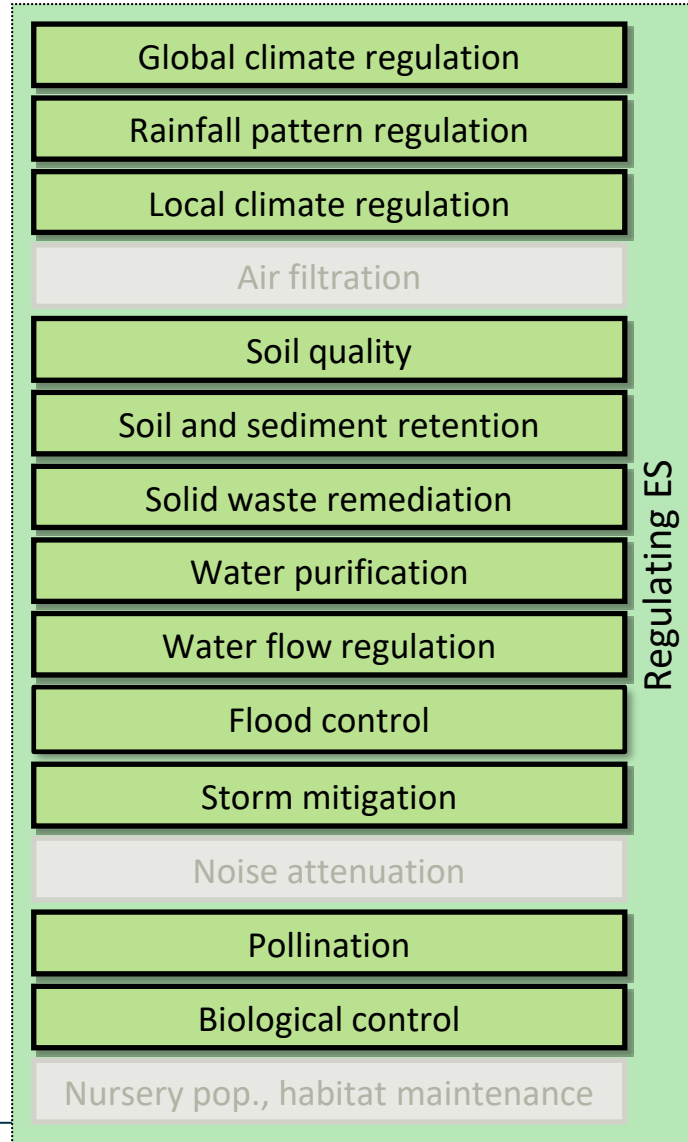 Global climate regulation
Rainfall pattern regulation
Local climate regulation
Air filtration
Soil quality
Soil and sediment retention
Solid waste remediation
Water purification
Water flow regulation
Flood control
Storm mitigation
Noise attenuation
Pollination
Biological control
Nursery pop., habitat maintenance
Regulating ES